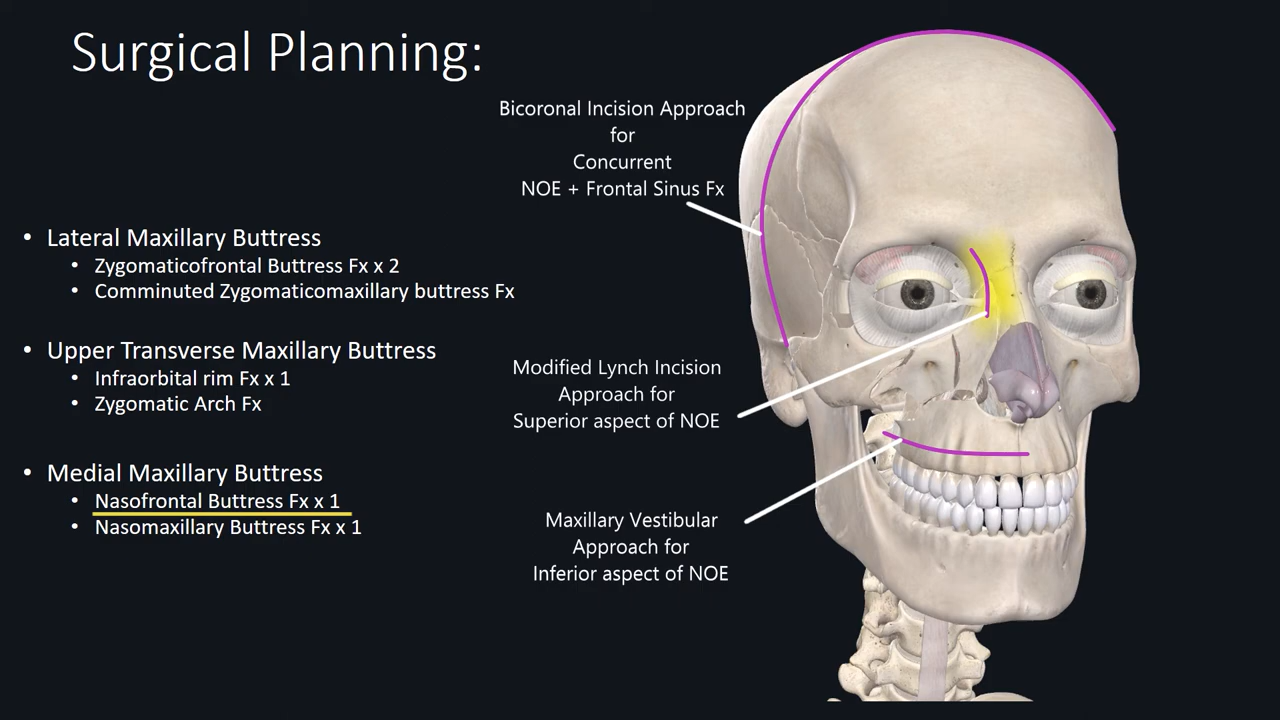 Surgical Planning:
Bicoronal Incision Approach
for
Concurrent
NOE + Frontal Sinus Fx
• Lateral Maxillary Buttress
• Zygomaticofrontal Buttress Fx x 2
• Comminuted Zygomaticomaxillary buttress Fx
• Upper Transverse Maxillary Buttress
• Infraorbital rim Fx x 1
• Zygomatic Arch Fx
Modified Lynch Incision
Approach for
Superior aspect of NOE
• Medial Maxillary Buttress
• Nasofrontal Buttress Fx x 1
• Nasomaxillary Buttress Fx x 1
Maxillary Vestibular
Approach for
Inferior aspect of NOE